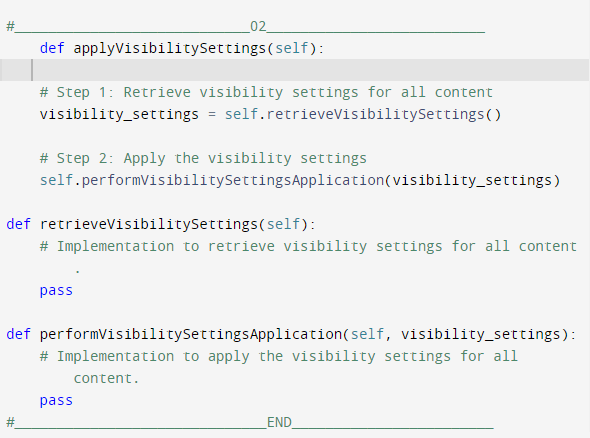 #____________________________02__________________________
    def applyVisibilitySettings(self):
    # Step 1: Retrieve visibility settings for all content
    visibility_settings = self.retrieveVisibilitySettings()
    # Step 2: Apply the visibility settings
    self.performVisibilitySettingsApplication(visibility_settings)
def retrieveVisibilitySettings(self):
    # Implementation to retrieve visibility settings for all content
        .
    pass
def performVisibilitySettingsApplication(self, visibility_settings):
    # Implementation to apply the visibility settings for all
        content.
    pass
#______________________________END________________________